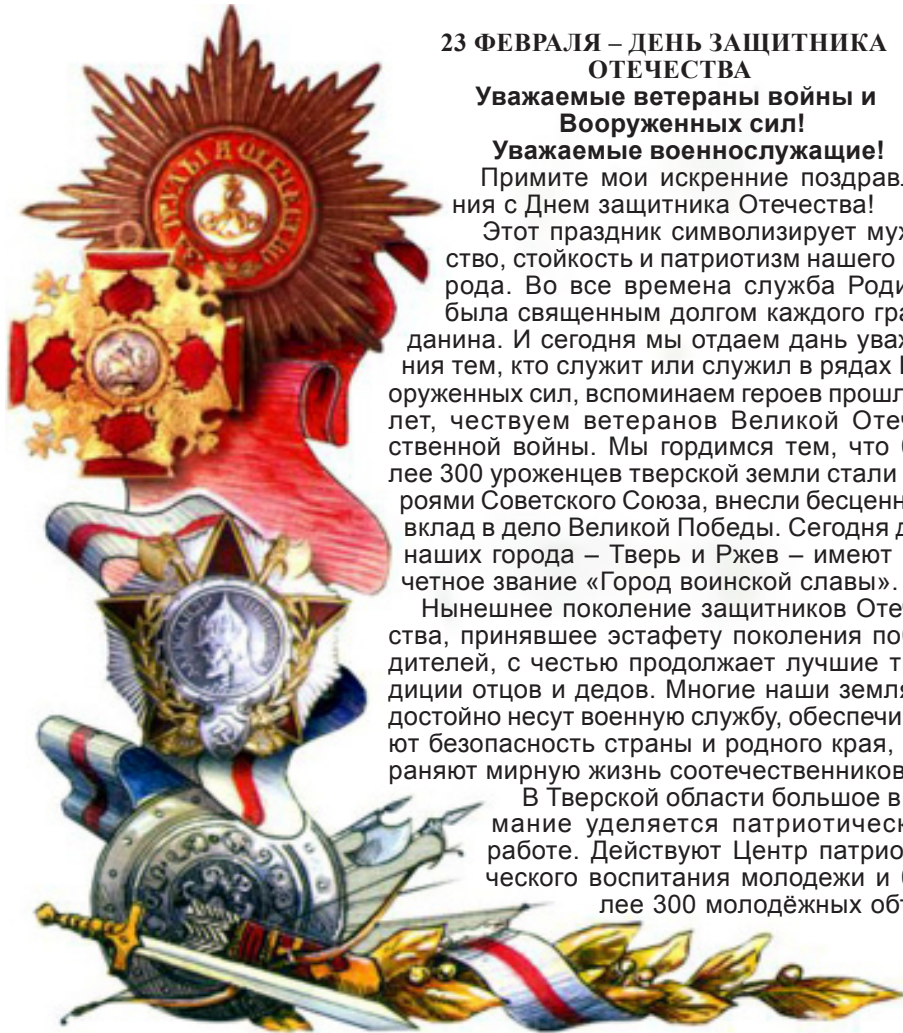 23 ФЕВРАЛЯ – ДЕНЬ ЗАЩИТНИКА
ОТЕЧЕСТВА
Уважаемые ветераны войны и
Вооруженных сил!
Уважаемые военнослужащие!
Примите мои искренние поздрав
ния с Днем защитника Отечества!
Этот праздник символизирует му
ство, стойкость и патриотизм нашего
рода. Во все времена служба Роди
была священным долгом каждого гра
данина. И сегодня мы отдаем дань ува
ния тем, кто служит или служил в рядах
оруженных сил, вспоминаем героев прошл
лет, чествуем ветеранов Великой Отеч
ственной войны. Мы гордимся тем, что
лее 300 уроженцев тверской земли стали
роями Советского Союза, внесли бесценн
вклад в дело Великой Победы. Сегодня д
наших города – Тверь и Ржев – имеют
четное звание «Город воинской славы».
Нынешнее поколение защитников Отеч
ства, принявшее эстафету поколения по
дителей, с честью продолжает лучшие т
диции отцов и дедов. Многие наши земля
достойно несут военную службу, обеспечи
ют безопасность страны и родного края,
раняют мирную жизнь соотечественников
В Тверской области большое в
мание уделяется патриотическ
работе. Действуют Центр патрио
ческого воспитания молодежи и
лее 300 молодёжных об